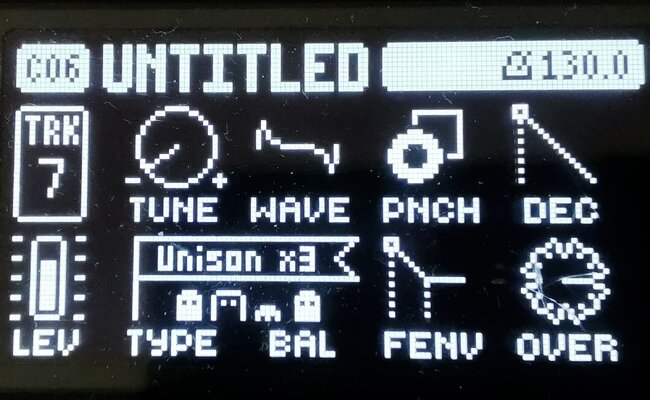 C06 UNTITLED 130.0
TRK
7
TUNE WAVE PNCH DEC
Unison x3
LEV TYPE BAL FENV OVER